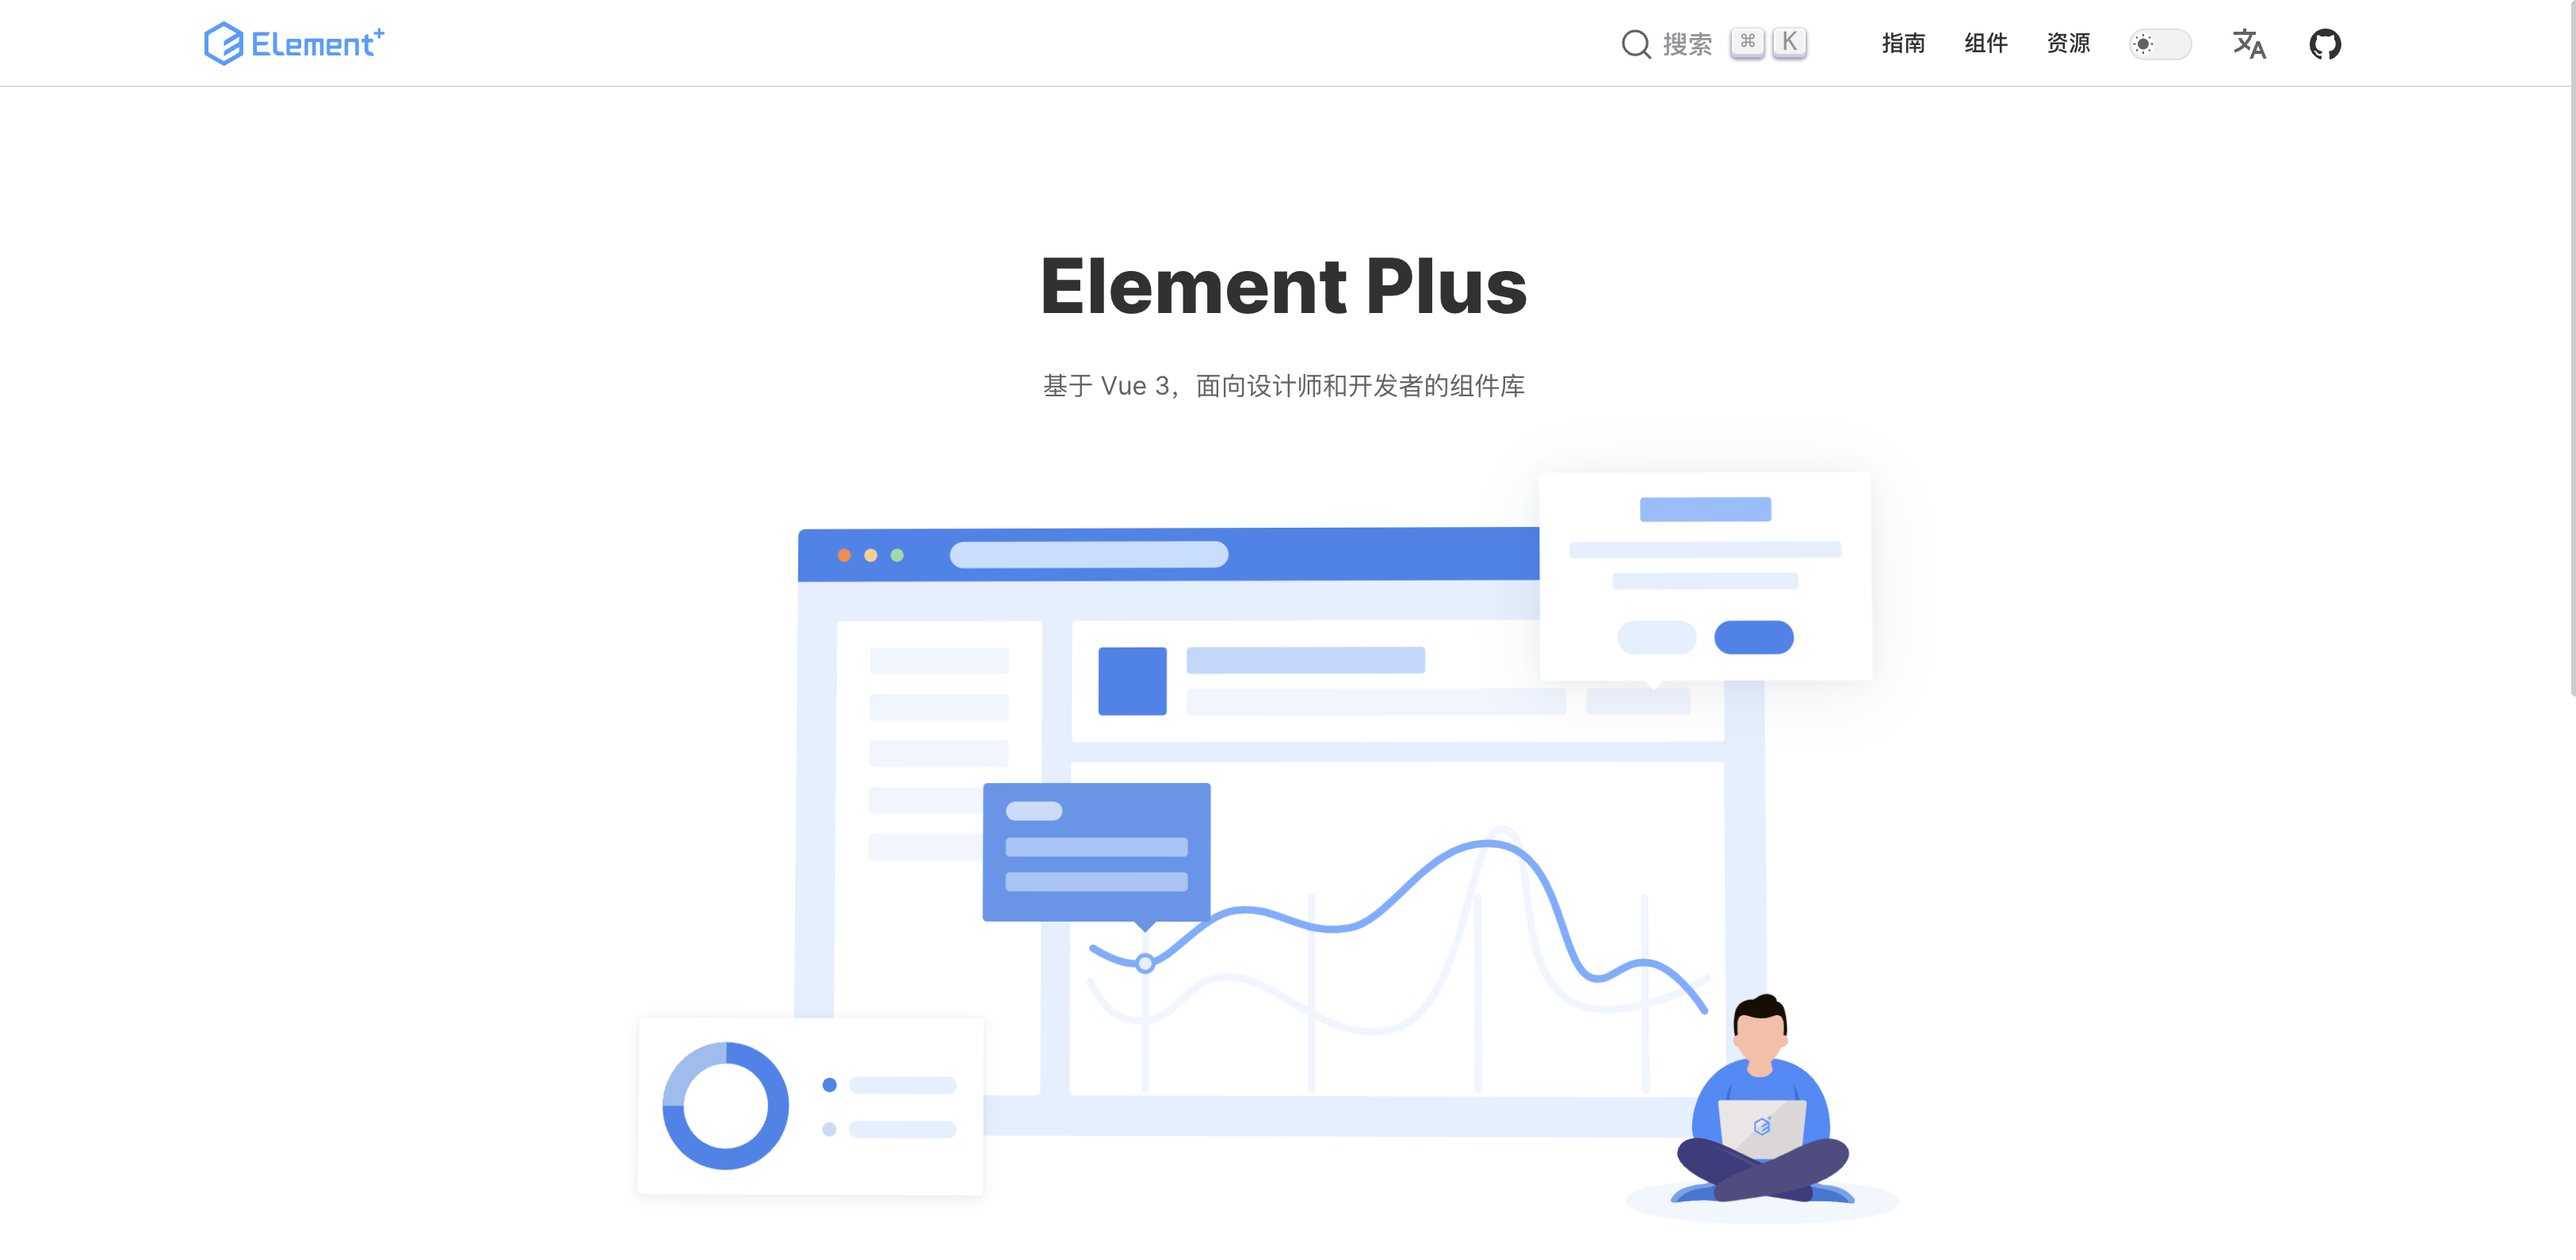 Element+
搜索 ⌘ K 指南 组件 资源
Element Plus
基于 Vue 3，面向设计师和开发者的组件库